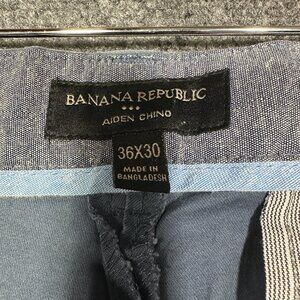 BANANA REPUBLIC
AIDEN CHINO
36X30
MADE IN
BANGLADESH